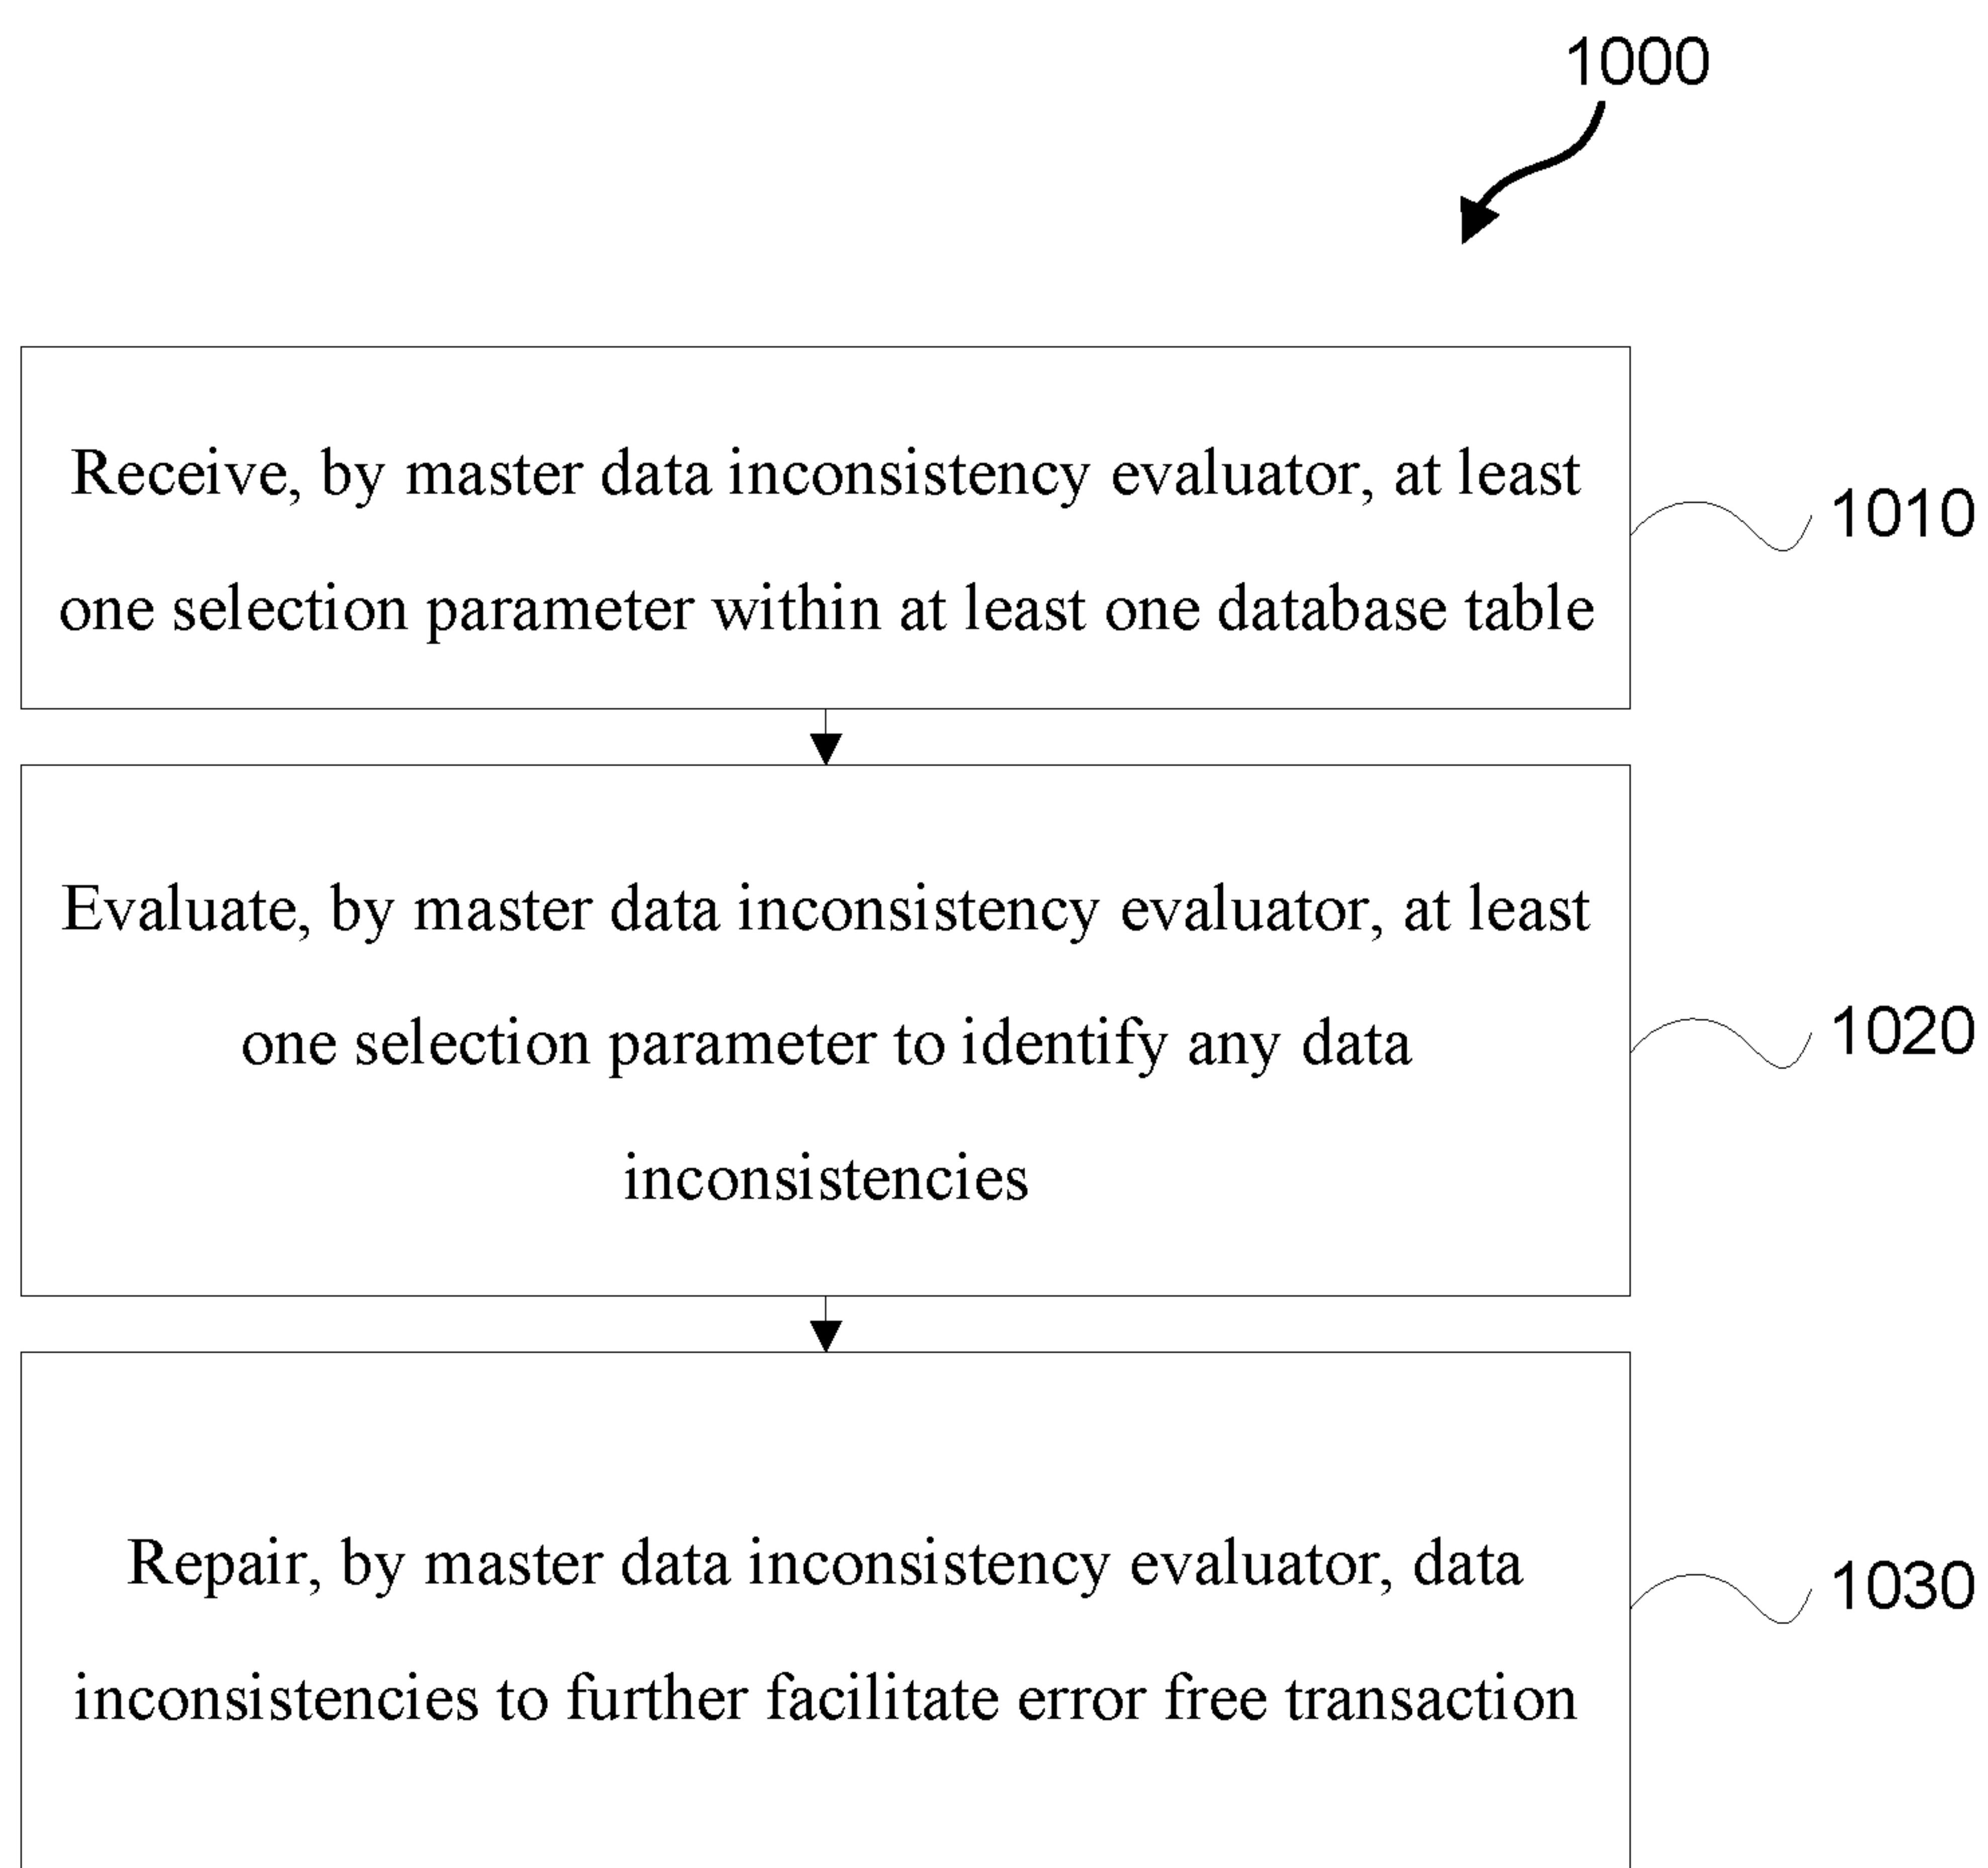 1000
Receive, by master data inconsistency evaluator, at least
one selection parameter within at least one database table
1010
Evaluate, by master data inconsistency evaluator, at least
one selection parameter to identify any data
inconsistencies
1020
Repair, by master data inconsistency evaluator, data
inconsistencies to further facilitate error free transaction
1030